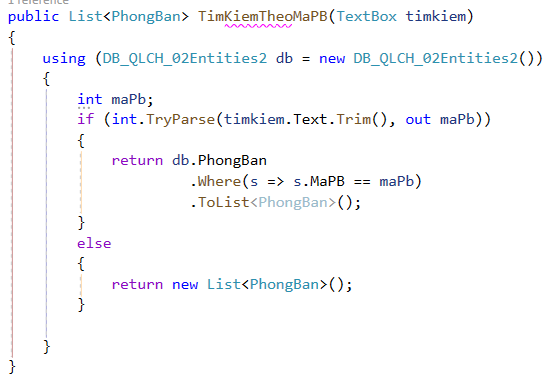 1 reference
public List<PhongBan> TimKiemTheoMaPB(TextBox timkiem)
{
    using (DB_QLCH_02Entities2 db = new DB_QLCH_02Entities2())
    {
        int maPb;
        if (int.TryParse(timkiem.Text.Trim(), out maPb))
        {
            return db.PhongBan
                     .Where(s => s.MaPB == maPb)
                     .ToList<PhongBan>();
        }
        else
        {
            return new List<PhongBan>();
        }

    }
}